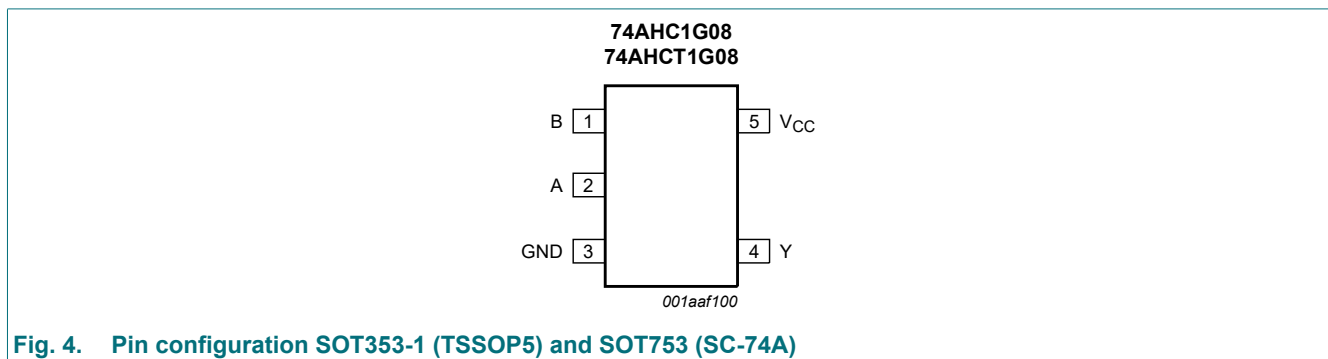 74AHC1G08
74AHCT1G08
B 1
5 VCC
A 2
GND 3
4 Y
001aaf100
Fig. 4. Pin configuration SOT353-1 (TSSOP5) and SOT753 (SC-74A)